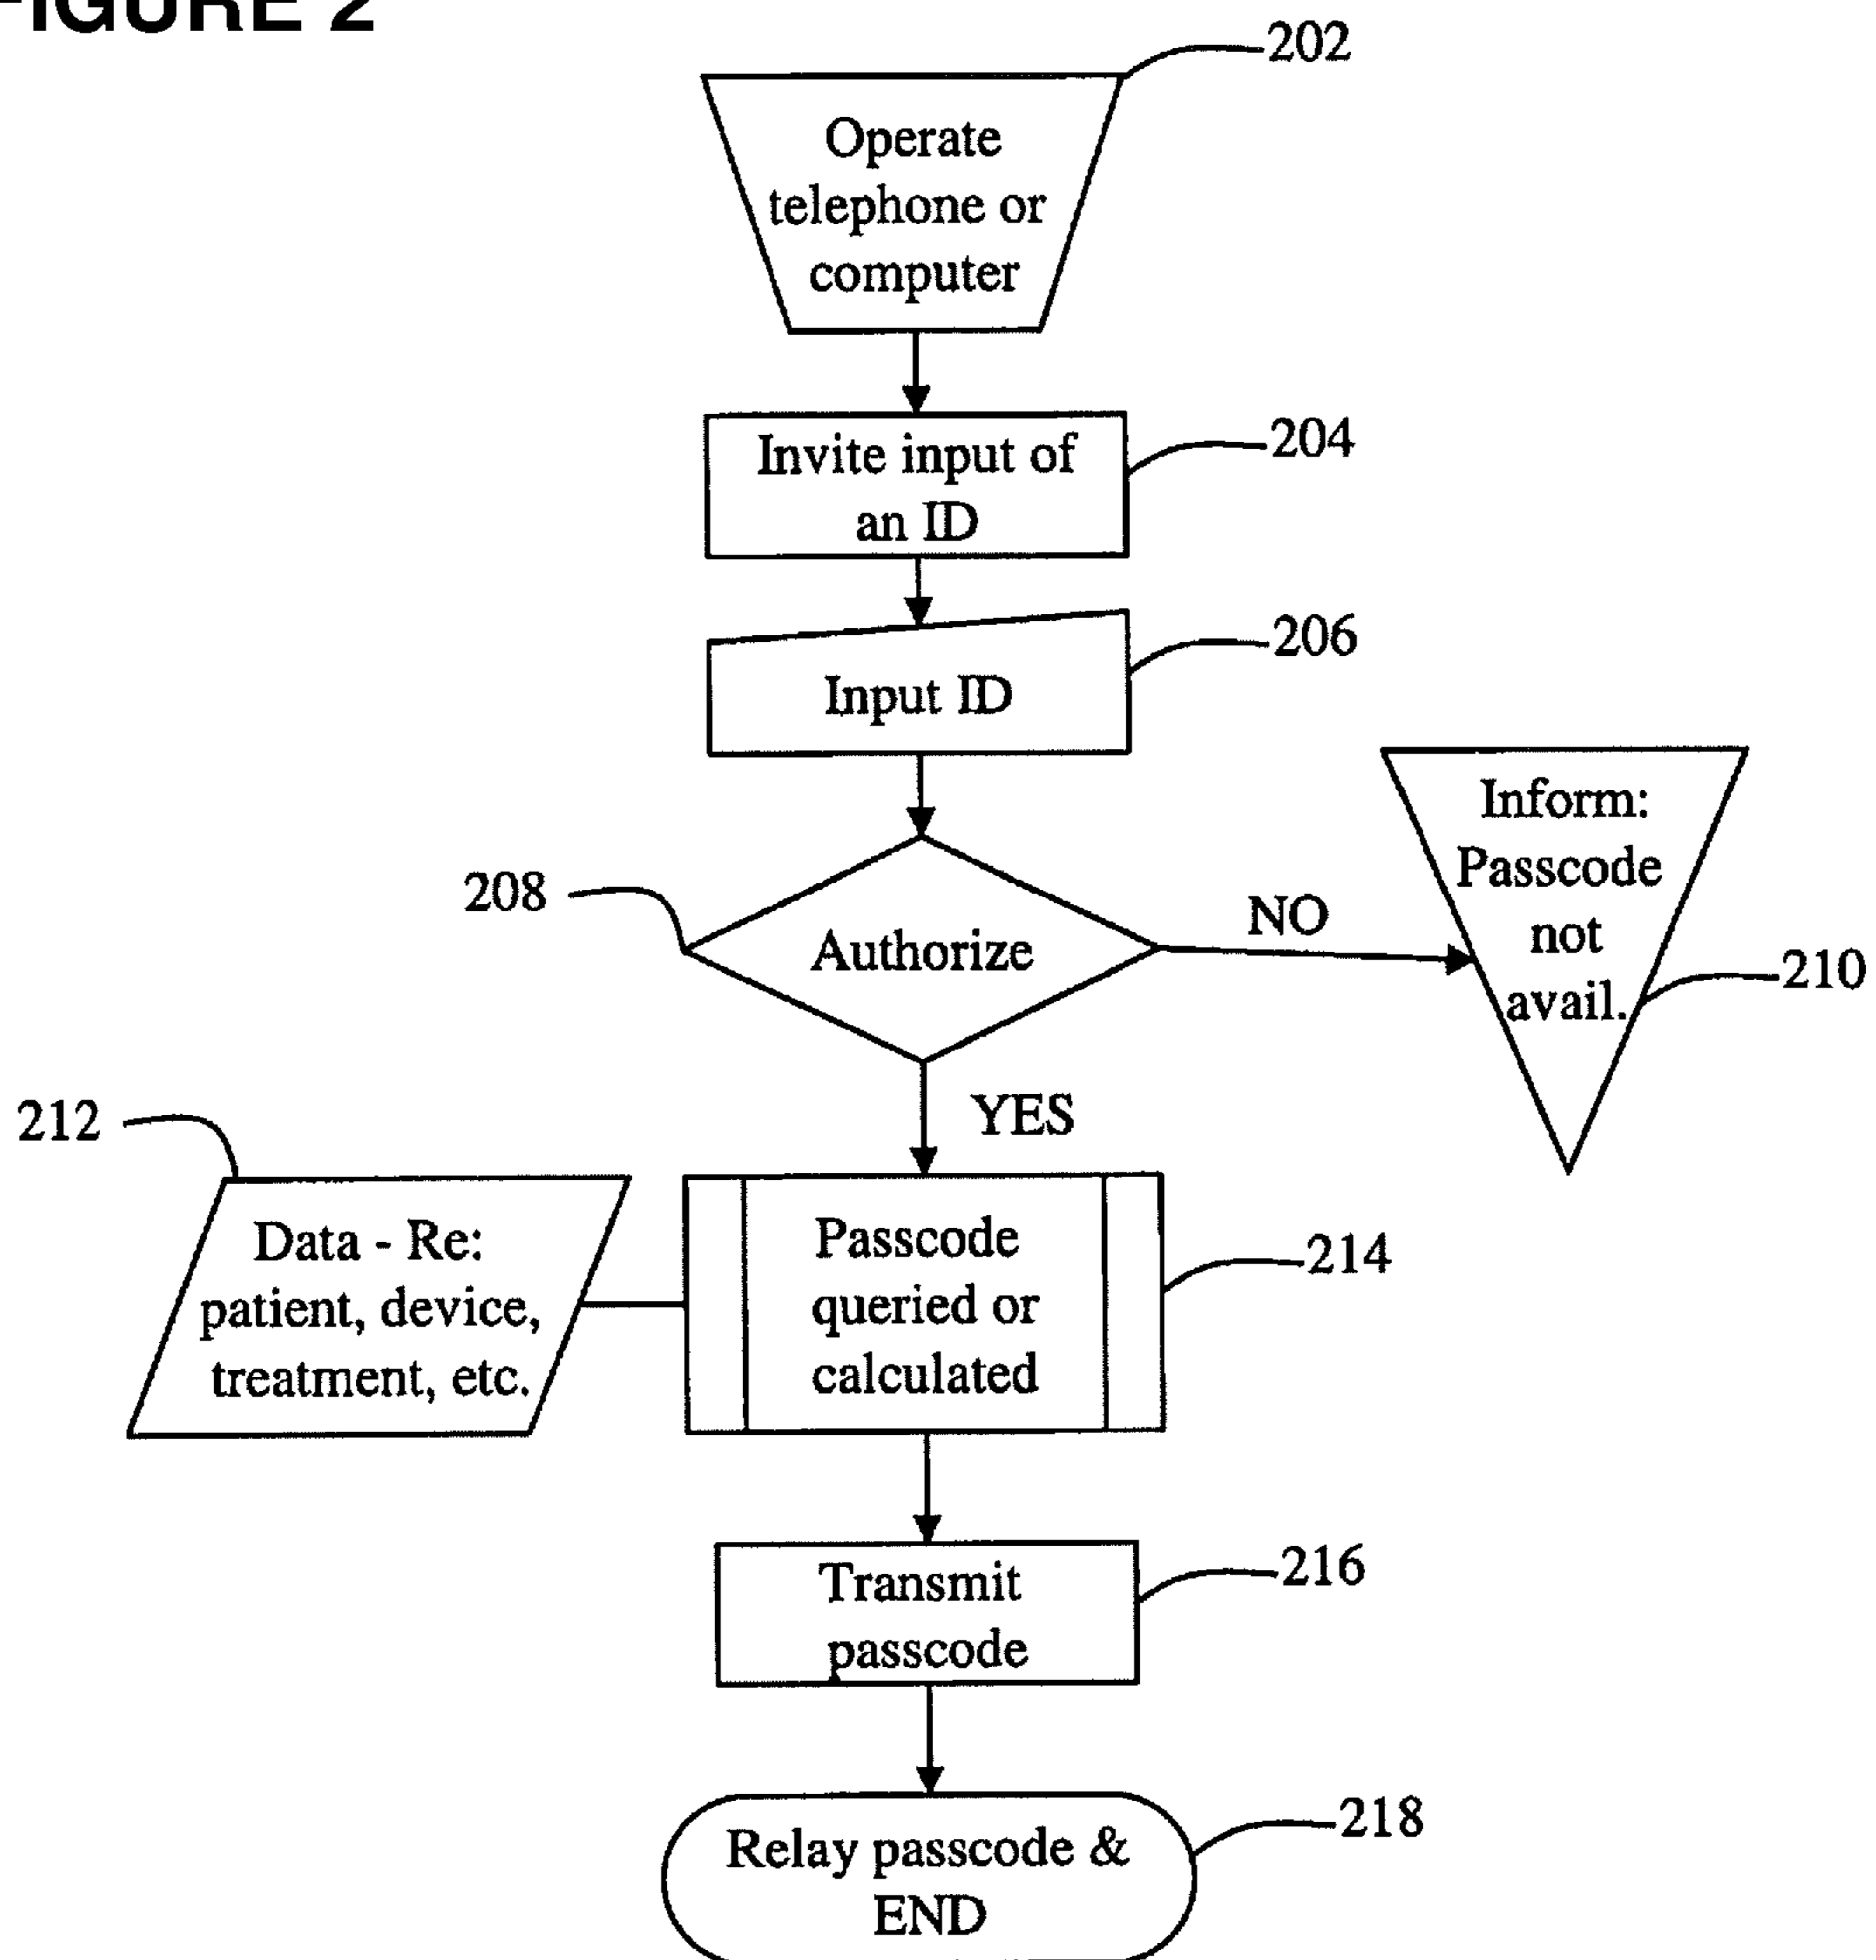 FIGURE 2
202
Operate
telephone or
computer
204
Invite input of
an ID
206
Input ID
Inform:
Passcode
not
avail.
210
208
Authorize
NO
YES
212
Data - Re:
patient, device,
treatment, etc.
Passcode
queried or
calculated
214
Transmit
passcode
216
Relay passcode &
END
218